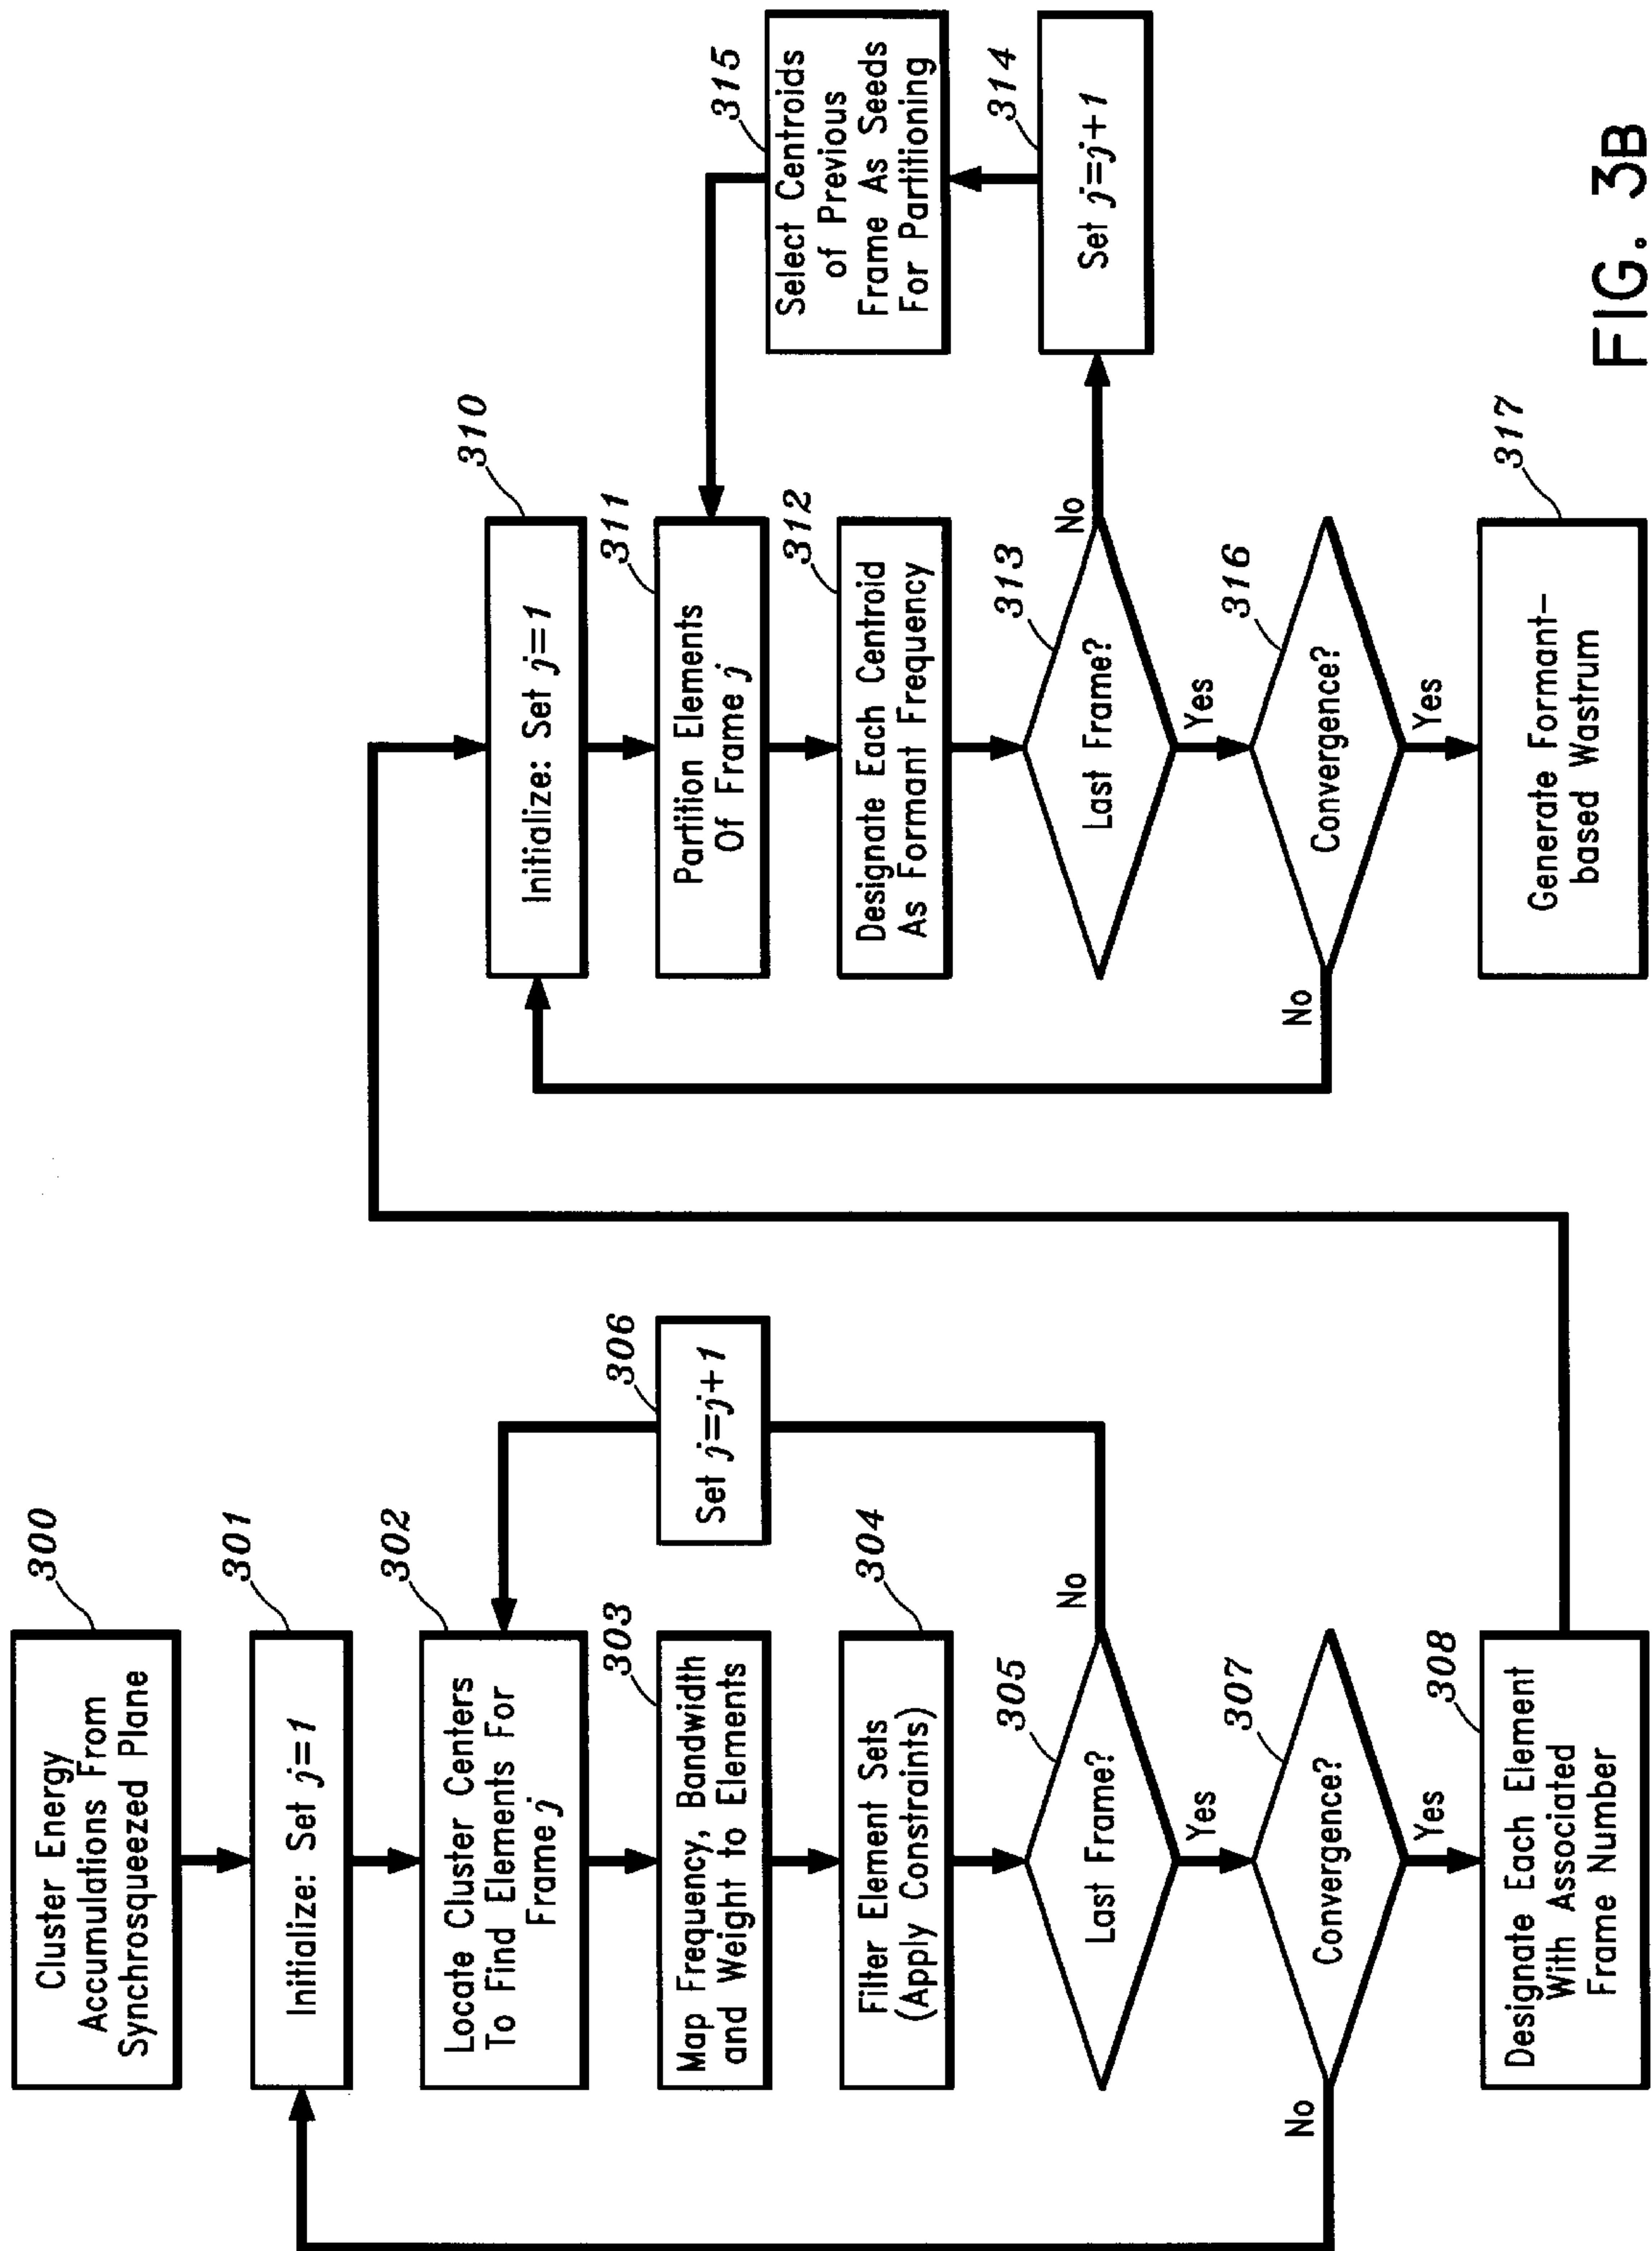 300
Cluster Energy
Accumulations From
Synchrosqueezed Plane
301
Initialize: Set j=1
302
Locate Cluster Centers
To Find Elements For
Frame j
303
Map Frequency, Bandwidth
and Weight to Elements
304
Filter Element Sets
(Apply Constraints)
305
Last Frame?
No
306
Set j=j+1
Yes
307
Convergence?
No
Yes
308
Designate Each Element
With Associated
Frame Number
310
Initialize: Set j=1
311
Partition Elements
Of Frame j
312
Designate Each Centroid
As Formant Frequency
313
Last Frame?
No
314
Set j=j+1
315
Select Centroids
of Previous
Frame As Seeds
For Partitioning
Yes
316
Convergence?
No
Yes
317
Generate Formant-
based Wastrum
FIG. 3B